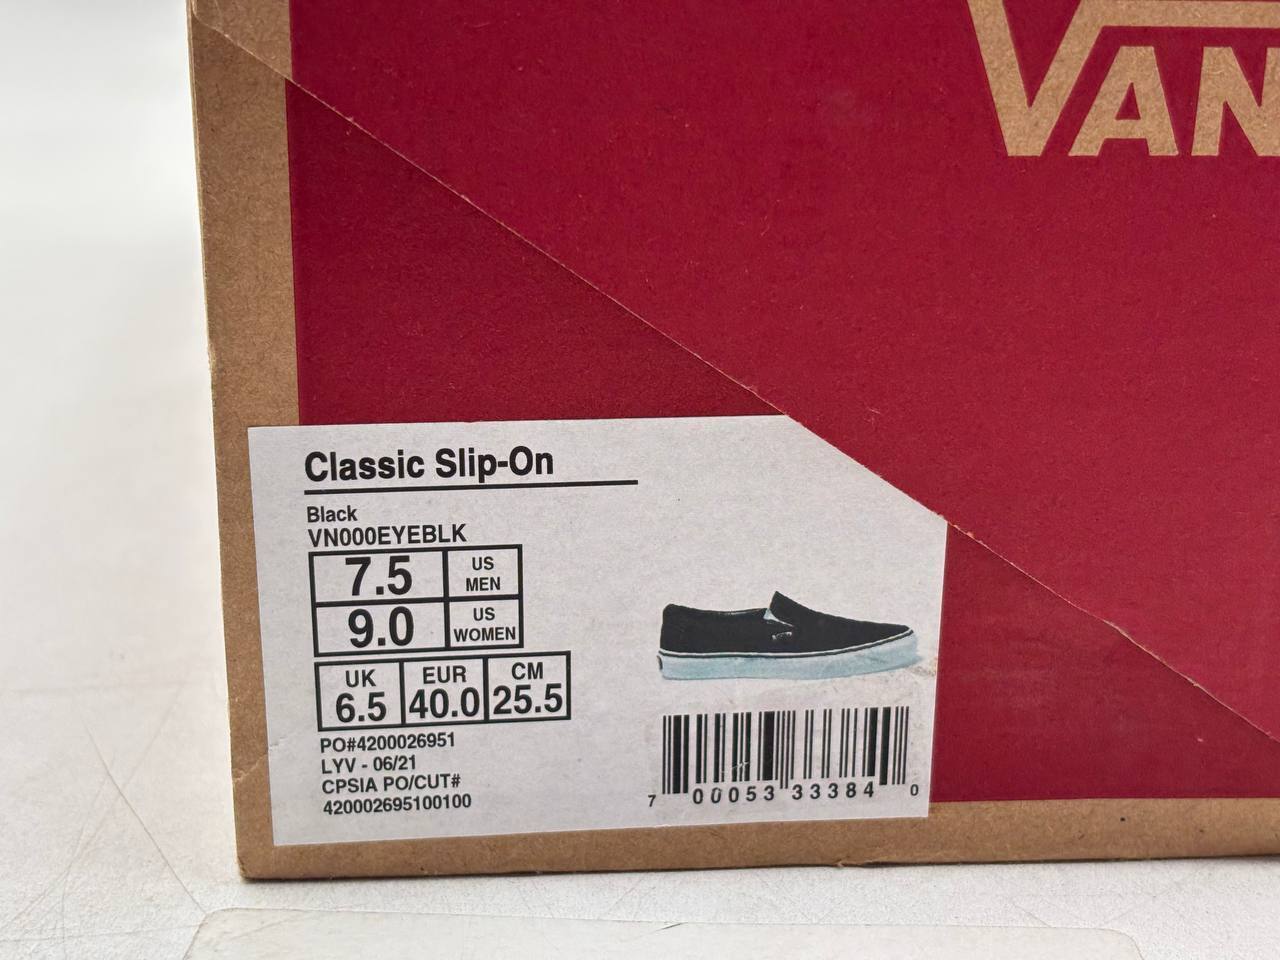 VANS
Classic Slip-On
Black
VN000EYEBLK
7.5 US MEN
9.0 US WOMEN
UK EUR CM
6.5 40.0 25.5
PO#4200026951
LYV - 06/21
CPSIA PO/CUT#
420002695100100
7 00053 33384 0